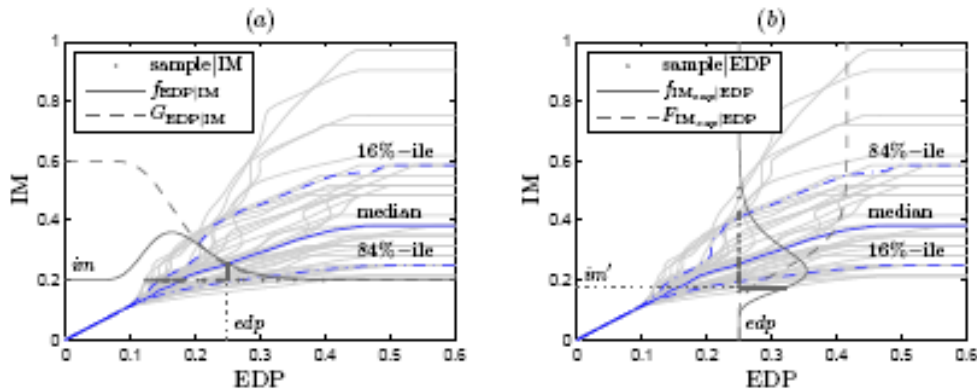 (a)
sample|IM
f_EDP|IM
G_EDP|IM
16%-ile
median
84%-ile
im
edp
IM
1
0.8
0.6
0.4
0.2
0
0 0.1 0.2 0.3 0.4 0.5 0.6
EDP
(b)
sample|EDP
f_IM_cap|EDP
F_IM_cap|EDP
84%-ile
median
16%-ile
im'
edp
IM
1
0.8
0.6
0.4
0.2
0
0 0.1 0.2 0.3 0.4 0.5 0.6
EDP